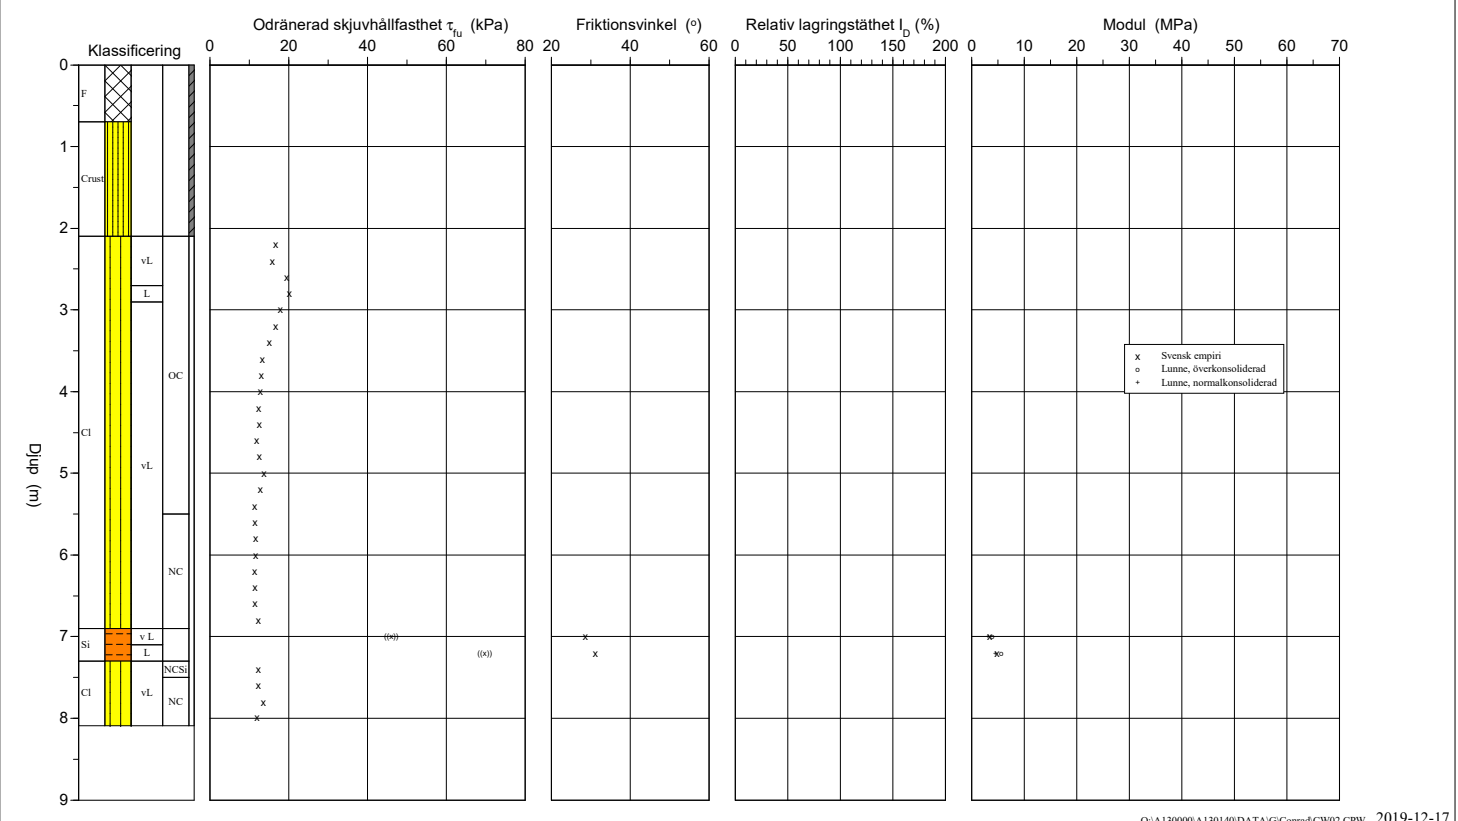 Odränerad skjuvhållfasthet τfu (kPa)
Friktionsvinkel (o)
Relativ lagringstäthet ID (%)
Modul (MPa)
Klassificering
0 20 40 60 80
20 40 60
0 50 100 150 200
0 10 20 30 40 50 60 70
0
F
1
Crust
2
vL
L
3
OC
4
Cl
vL
5
Djup (m)
6
NC
7
Si
v L
L
NCSi
Cl
vL
NC
8
9
((x))
((x))
x Svensk empiri
o Lunne, överkonsoliderad
+ Lunne, normalkonsoliderad
2019-12-17